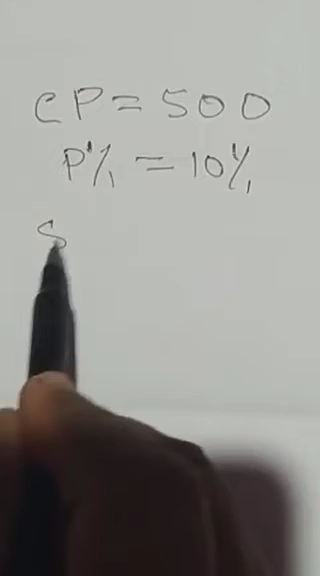 CP = 500
P% = 10%
S